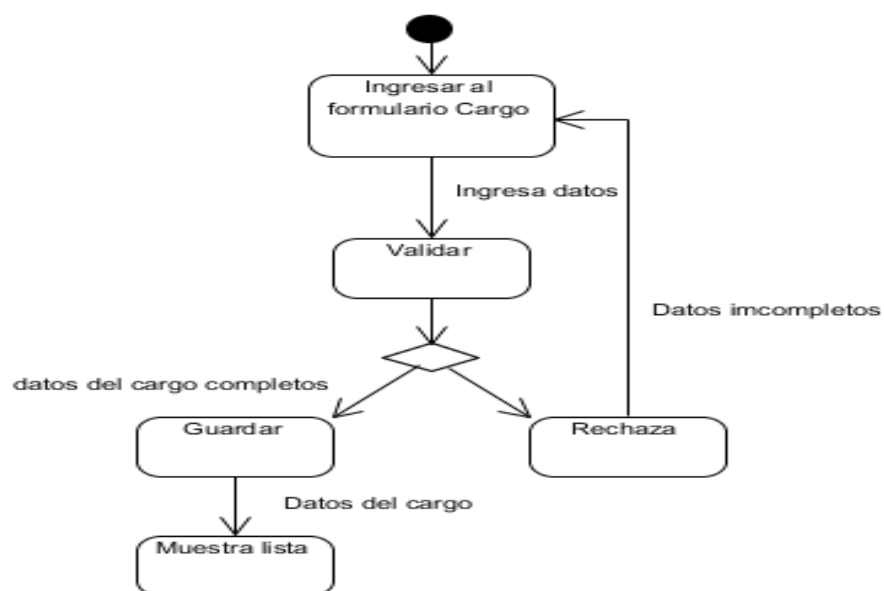 Ingresar al
formulario Cargo
Ingresa datos
Validar
Datos imcompletos
datos del cargo completos
Guardar
Rechaza
Datos del cargo
Muestra lista